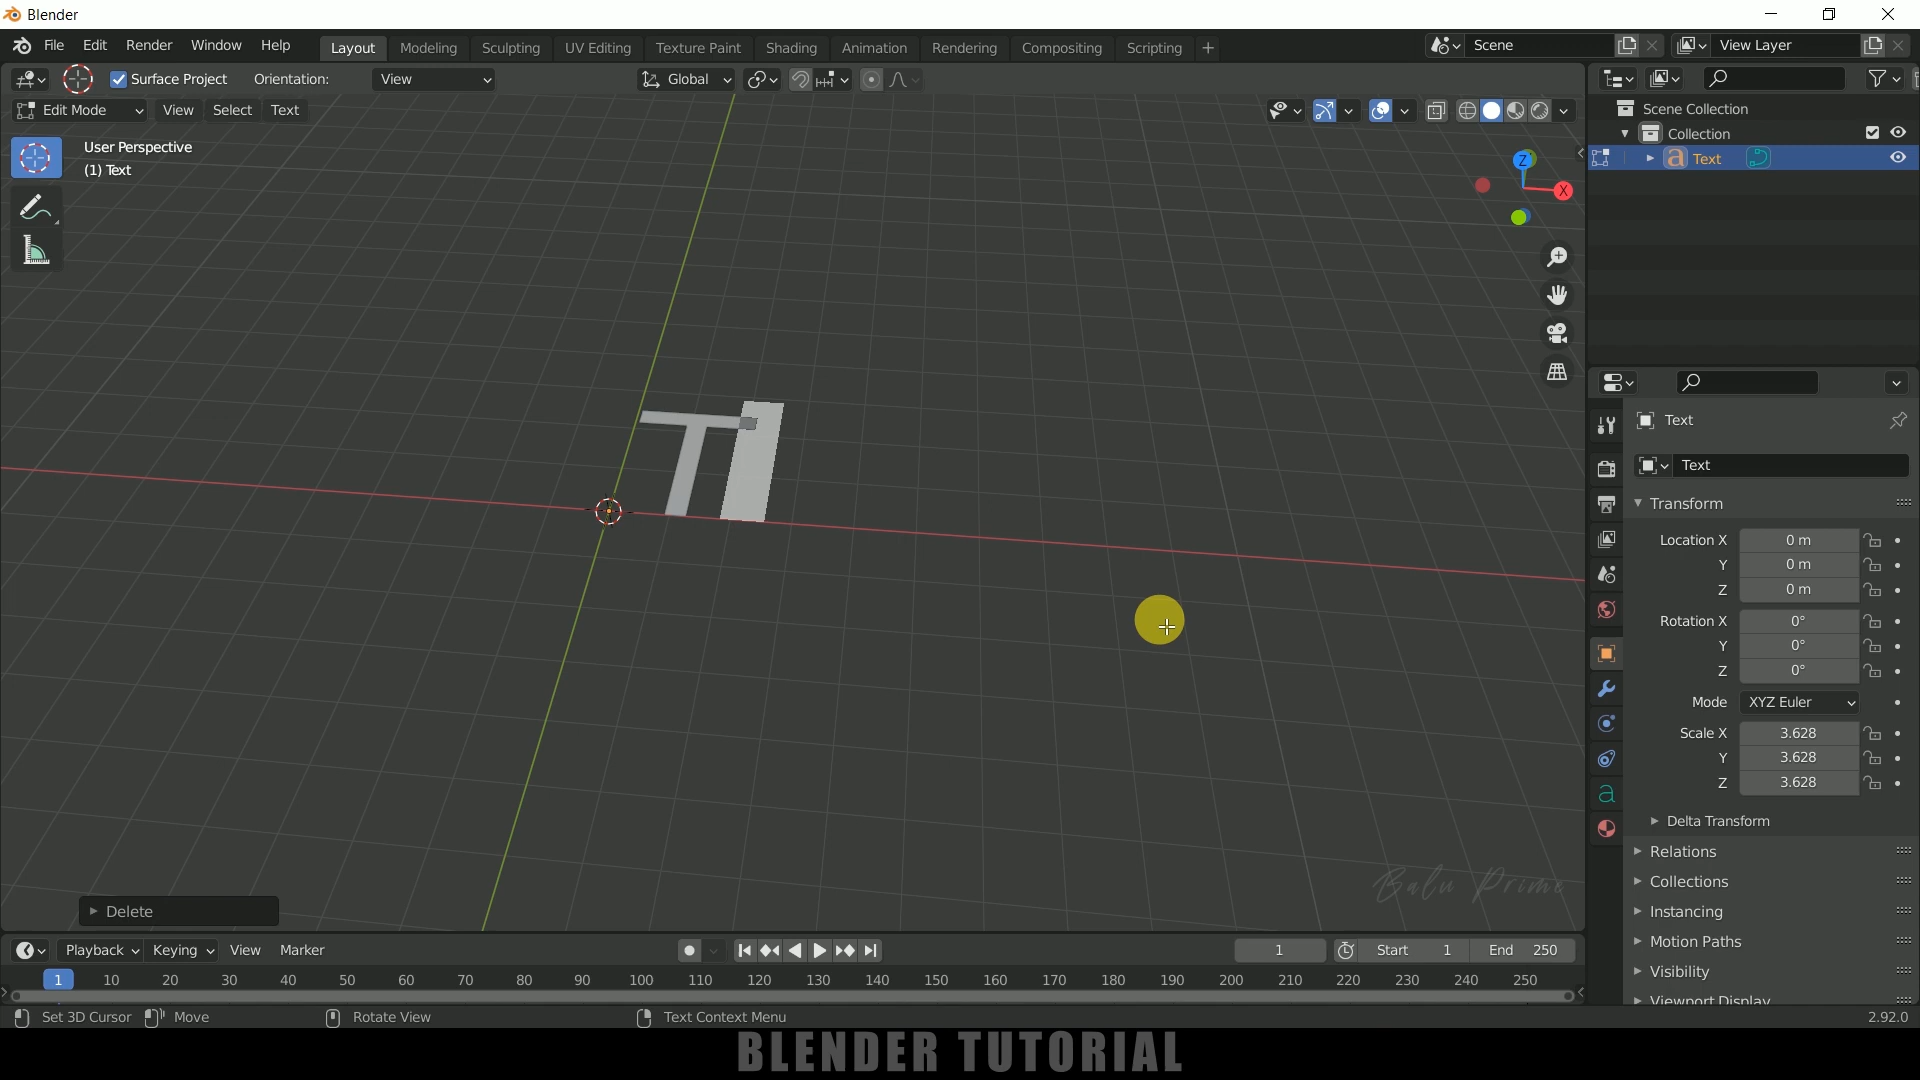 Blender
File Edit Render Window Help Layout Modeling Sculpting UV Editing Texture Paint Shading Animation Rendering Compositing Scripting + Scene View Layer
Surface Project Orientation: View Global
Edit Mode View Select Text
User Perspective
(1) Text
Z
X
T
Scene Collection
Collection
Text
Text
Text
Transform
Location X 0 m
Y 0 m
Z 0 m
Rotation X 0°
Y 0°
Z 0°
Mode XYZ Euler
Scale X 3.628
Y 3.628
Z 3.628
Delta Transform
Relations
Collections
Instancing
Motion Paths
Visibility
Viewport Display
Balu Prime
Delete
Playback Keying View Marker 1 Start 1 End 250
1 10 20 30 40 50 60 70 80 90 100 110 120 130 140 150 160 170 180 190 200 210 220 230 240 250
Set 3D Cursor Move Rotate View Text Context Menu 2.92.0
BLENDER TUTORIAL